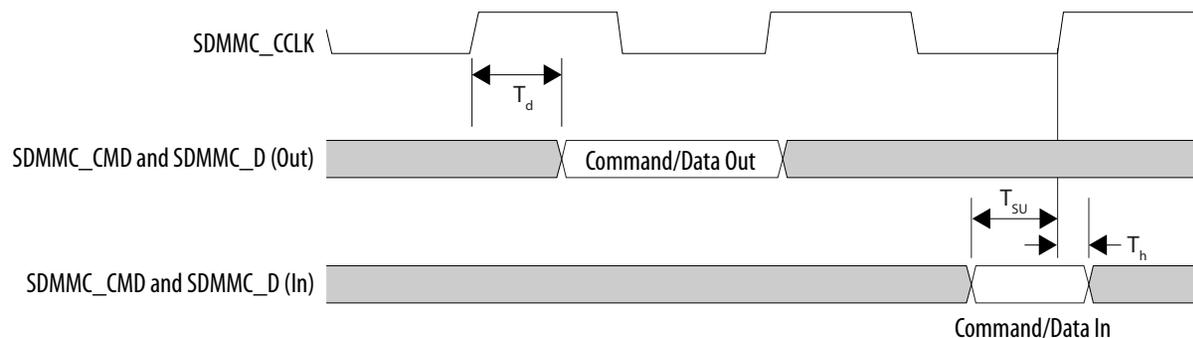 SDMMC_CCLK
T_d
SDMMC_CMD and SDMMC_D (Out)
Command/Data Out
T_SU
T_h
SDMMC_CMD and SDMMC_D (In)
Command/Data In